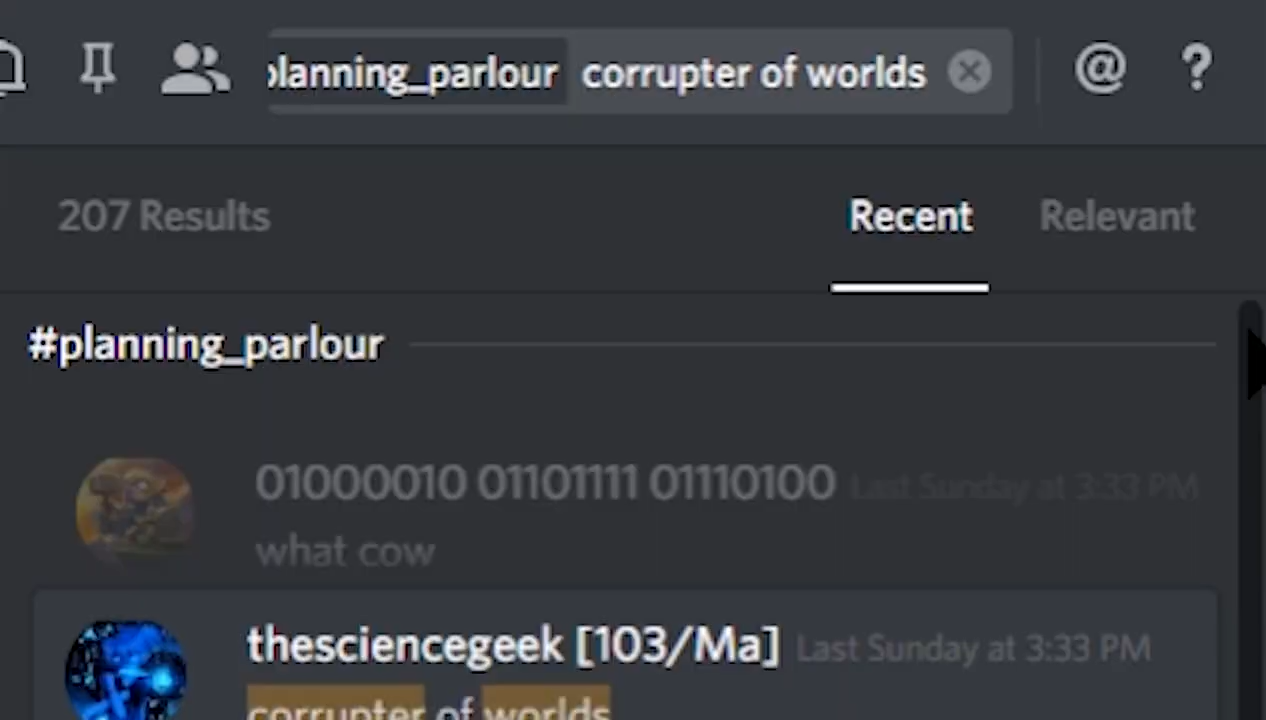 planning_parlour corrupter of worlds
207 Results Recent Relevant
#planning_parlour
01000010 01101111 01110100 Last Sunday at 3:33 PM
what cow
thesciencegeek [103/Ma] Last Sunday at 3:33 PM
corrupter of worlds